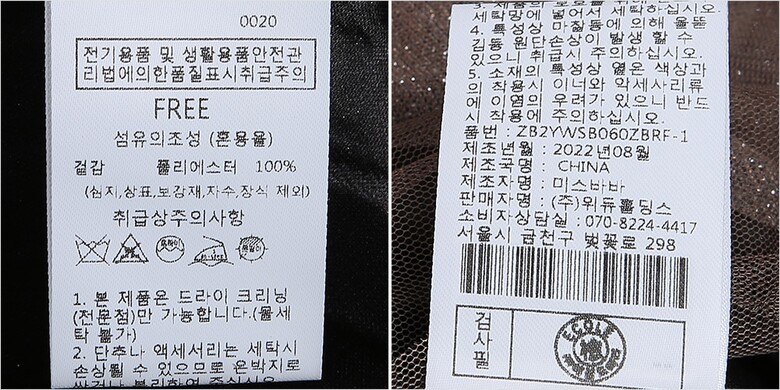 0020
전기용품 및 생활용품안전관
리법에의한품질표시취급주의
FREE
섬유의조성 (혼용율)
겉감 폴리에스터 100%
(심지,상표,보강재,자수,장식 제외)
취급상주의사항
드라이
1. 본 제품은 드라이 크리닝
(전문점)만 가능합니다.(물세
탁 불가)
2. 단추나 액세서리는 세탁시
손상될 수 있으므로 은박지로
세탁망에 넣어서 세탁하십시오.
4. 특성상 마찰등에 의해 올뜯
김등 원단손상이 발생 할 수
있으니 취급시 주의하십시오.
5. 소재의 특성상 옅은 색상과
의 착용시 이너와 악세사리류
에 이염의 우려가 있으니 반드
시 착용에 주의하십시오.
품번 : ZB2YWSB060ZBRF-1
제조년월 : 2022년08월
제조국명 : CHINA
제조자명 : 미스바바
판매자명 : (주)위듀홀딩스
소비자상담실 : 070-8224-4417
서울시 금천구 벚꽃로 298
검사필
ECOLE